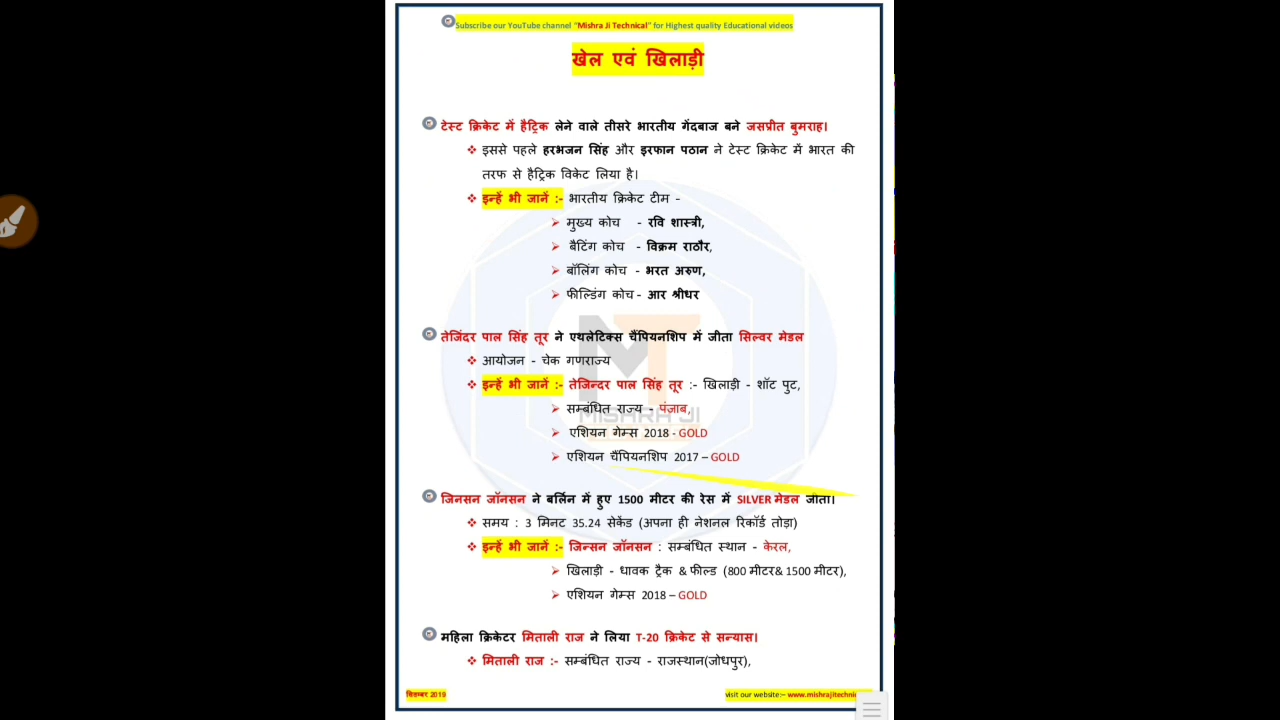 Subscribe our YouTube channel "Mishra Ji Technical" for Highest quality Educational videos
खेल एवं खिलाड़ी
टेस्ट क्रिकेट में हैट्रिक लेने वाले तीसरे भारतीय गेंदबाज बने जसप्रीत बुमराह।
❖ इससे पहले हरभजन सिंह और इरफान पठान ने टेस्ट क्रिकेट में भारत की
तरफ से हैट्रिक विकेट लिया है।
❖ इन्हें भी जानें :- भारतीय क्रिकेट टीम -
➢ मुख्य कोच - रवि शास्त्री,
➢ बैटिंग कोच - विक्रम राठौर,
➢ बॉलिंग कोच - भरत अरुण,
➢ फील्डिंग कोच - आर श्रीधर
तेजिंदर पाल सिंह तूर ने एथलेटिक्स चैंपियनशिप में जीता सिल्वर मेडल
❖ आयोजन - चेक गणराज्य
❖ इन्हें भी जानें :- तेजिन्दर पाल सिंह तूर :- खिलाड़ी - शॉट पुट,
➢ सम्बंधित राज्य - पंजाब,
MISHRA JI
➢ एशियन गेम्स 2018 - GOLD
➢ एशियन चैंपियनशिप 2017 – GOLD
जिनसन जॉनसन ने बर्लिन में हुए 1500 मीटर की रेस में SILVER मेडल जीता।
❖ समय : 3 मिनट 35.24 सेकेंड (अपना ही नेशनल रिकॉर्ड तोड़ा)
❖ इन्हें भी जानें :- जिन्सन जॉनसन : सम्बंधित स्थान - केरल,
➢ खिलाड़ी - धावक ट्रैक & फील्ड (800 मीटर& 1500 मीटर),
➢ एशियन गेम्स 2018 – GOLD
महिला क्रिकेटर मिताली राज ने लिया T-20 क्रिकेट से सन्यास।
❖ मिताली राज :- सम्बंधित राज्य - राजस्थान(जोधपुर),
सितम्बर 2019
visit our website:– www.mishrajitechnic